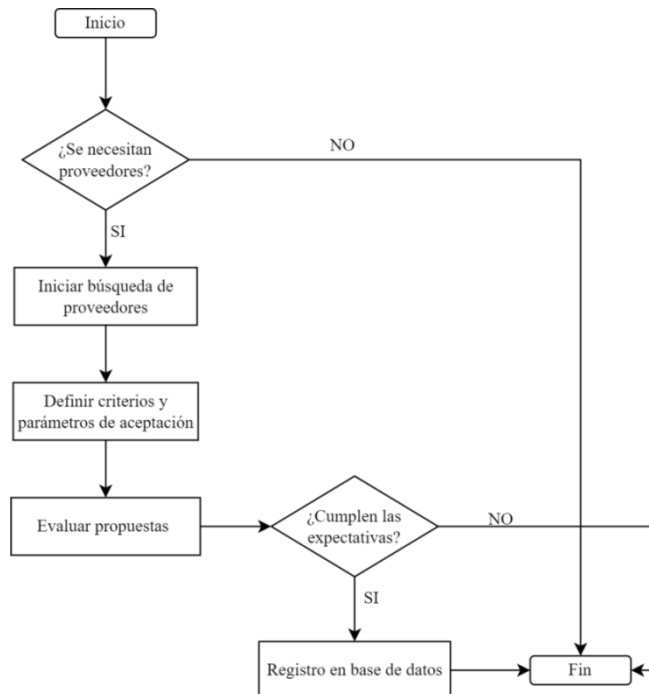 Inicio
¿Se necesitan
proveedores?
NO
SI
Iniciar búsqueda de
proveedores
Definir criterios y
parámetros de aceptación
Evaluar propuestas
¿Cumplen las
expectativas?
NO
SI
Registro en base de datos
Fin